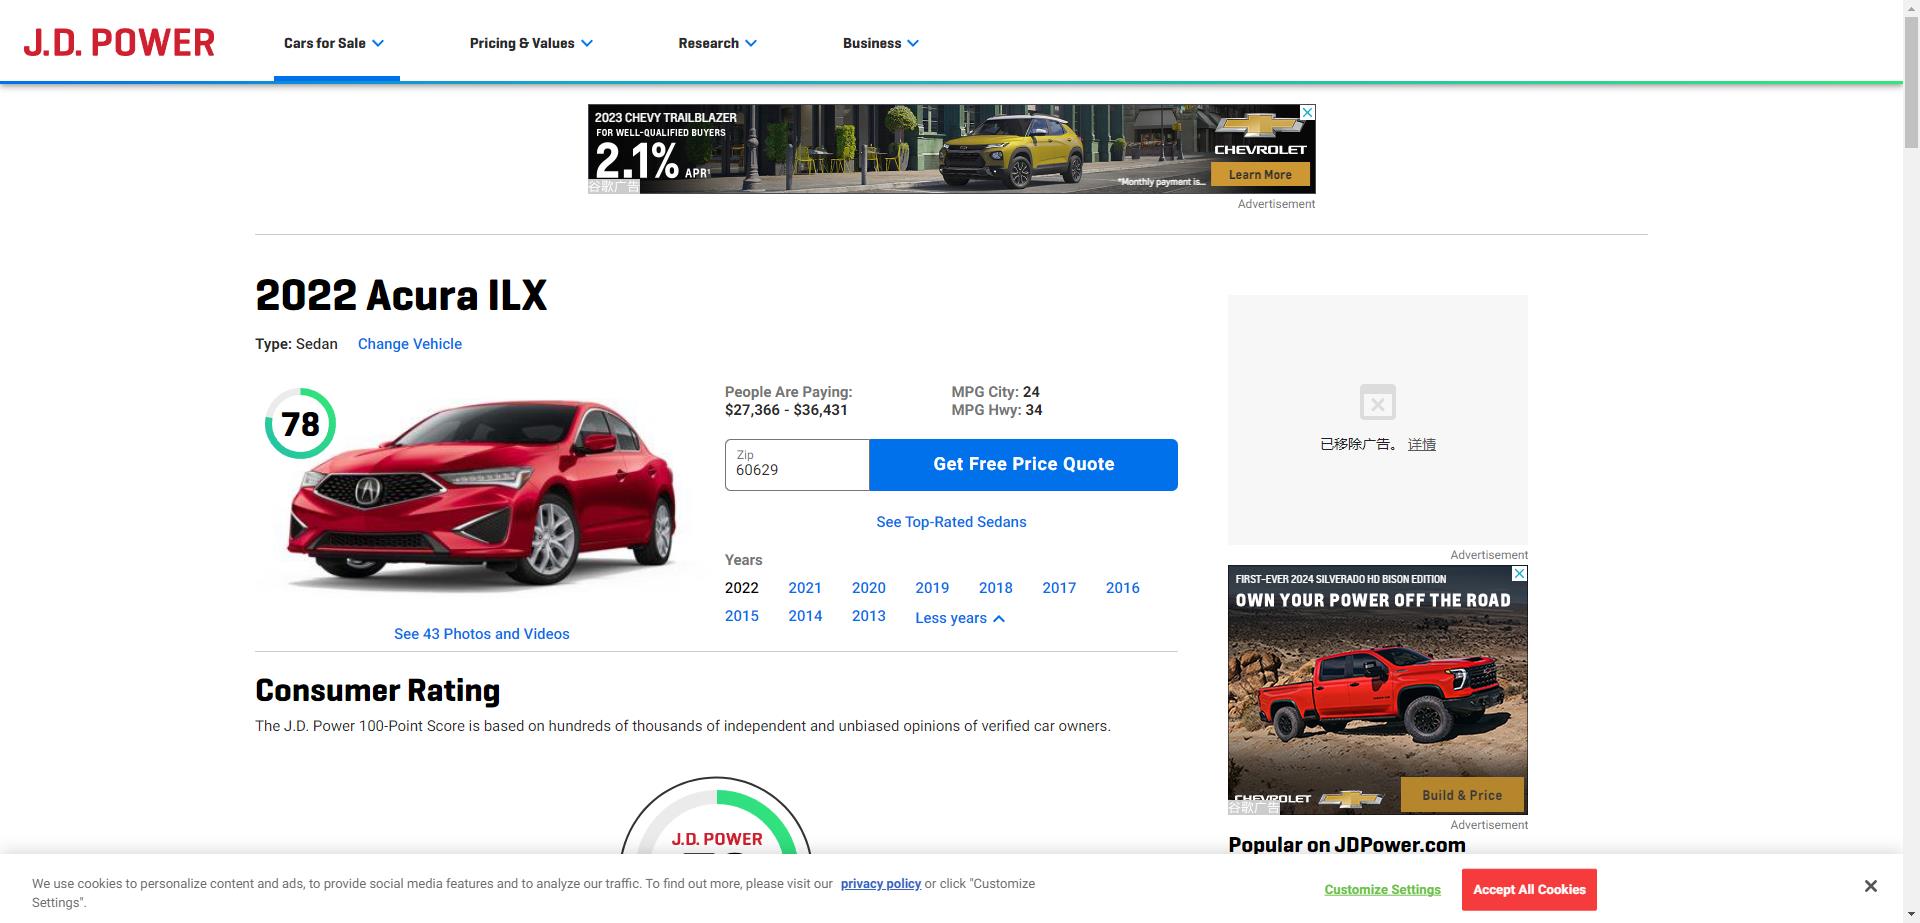 J.D. POWER
Cars for Sale
Pricing & Values
Research
Business
2023 CHEVY TRAILBLAZER
FOR WELL-QUALIFIED BUYERS
2.1% APR¹
谷歌广告
*Monthly payment is...
CHEVROLET
Learn More
Advertisement
2022 Acura ILX
Type: Sedan Change Vehicle
78
People Are Paying:
$27,366 - $36,431
MPG City: 24
MPG Hwy: 34
Zip
60629
Get Free Price Quote
See Top-Rated Sedans
Years
2022 2021 2020 2019 2018 2017 2016
2015 2014 2013 Less years
See 43 Photos and Videos
已移除广告。 详情
Advertisement
FIRST-EVER 2024 SILVERADO HD BISON EDITION
OWN YOUR POWER OFF THE ROAD
CHEVROLET
谷歌广告
Build & Price
Advertisement
Consumer Rating
The J.D. Power 100-Point Score is based on hundreds of thousands of independent and unbiased opinions of verified car owners.
J.D. POWER
Popular on JDPower.com
We use cookies to personalize content and ads, to provide social media features and to analyze our traffic. To find out more, please visit our privacy policy or click "Customize
Settings".
Customize Settings
Accept All Cookies